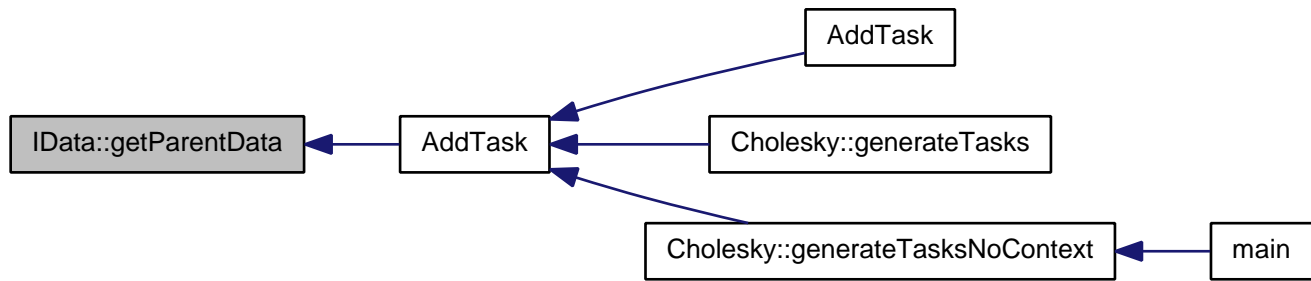 AddTask
IData::getParentData
AddTask
Cholesky::generateTasks
Cholesky::generateTasksNoContext
main